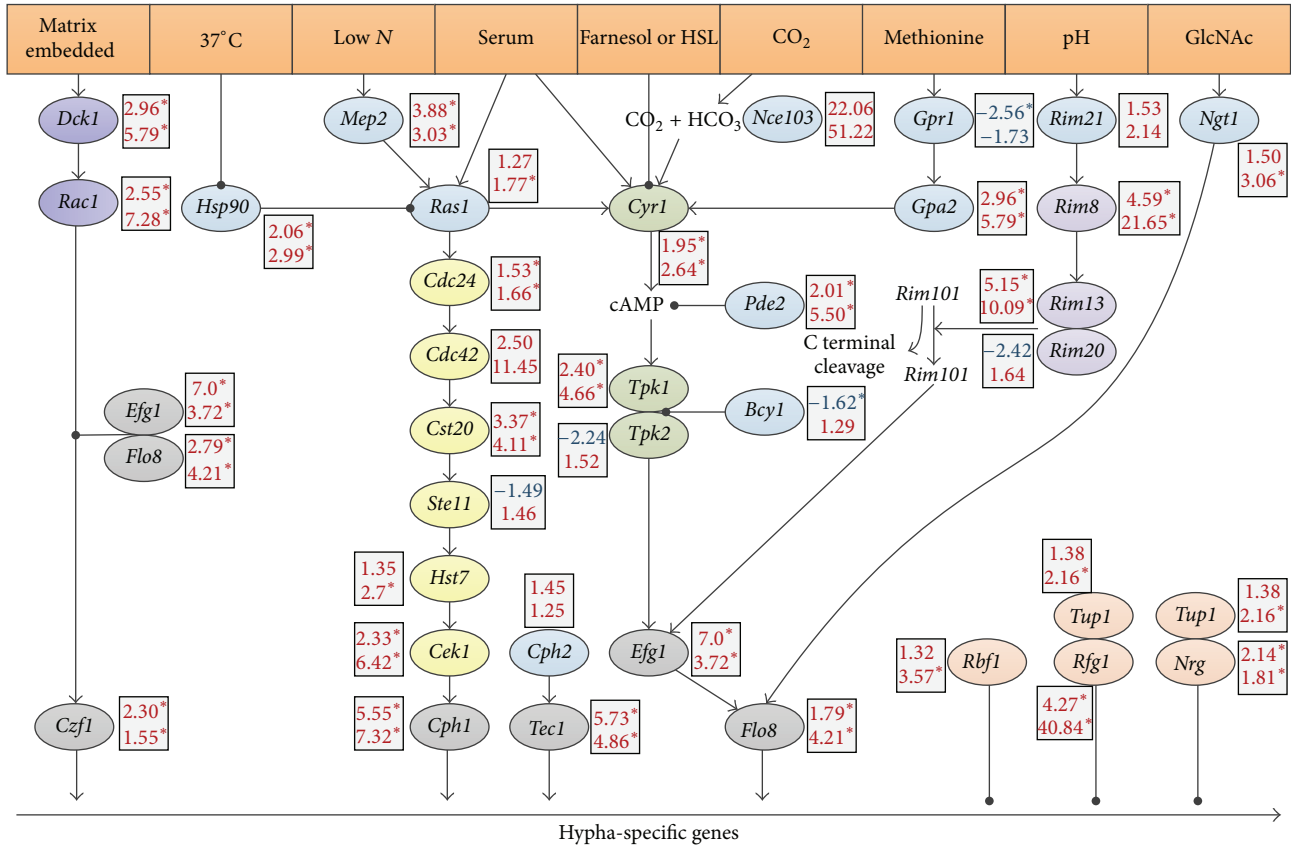 Matrix
embedded
37°C
Low N
Serum
Farnesol or HSL
CO₂
Methionine
pH
GlcNAc
Dck1
2.96*
5.79*
Mep2
3.88*
3.03*
CO₂ + HCO₃
Nce103
22.06
51.22
Gpr1
−2.56*
−1.73
Rim21
1.53
2.14
Ngt1
1.50
3.06*
Rac1
2.55*
7.28*
Hsp90
2.06*
2.99*
Ras1
1.27
1.77*
Cyr1
1.95*
2.64*
Gpa2
2.96*
5.79*
Rim8
4.59*
21.65*
Cdc24
1.53*
1.66*
cAMP
Pde2
2.01*
5.50*
Rim101
C terminal
cleavage
Rim101
5.15*
10.09*
Rim13
−2.42
1.64
Rim20
Cdc42
2.50
11.45
2.40*
4.66*
Tpk1
−2.24
1.52
Tpk2
Bcy1
−1.62*
1.29
Efg1
7.0*
3.72*
Flo8
2.79*
4.21*
Cst20
3.37*
4.11*
Ste11
−1.49
1.46
1.35
2.7*
Hst7
1.45
1.25
Cph2
2.33*
6.42*
Cek1
Efg1
7.0*
3.72*
1.32
3.57*
Rbf1
1.38
2.16*
Tup1
Rfg1
4.27*
40.84*
Tup1
1.38
2.16*
Nrg
2.14*
1.81*
Czf1
2.30*
1.55*
5.55*
7.32*
Cph1
Tec1
5.73*
4.86*
Flo8
1.79*
4.21*
Hypha-specific genes